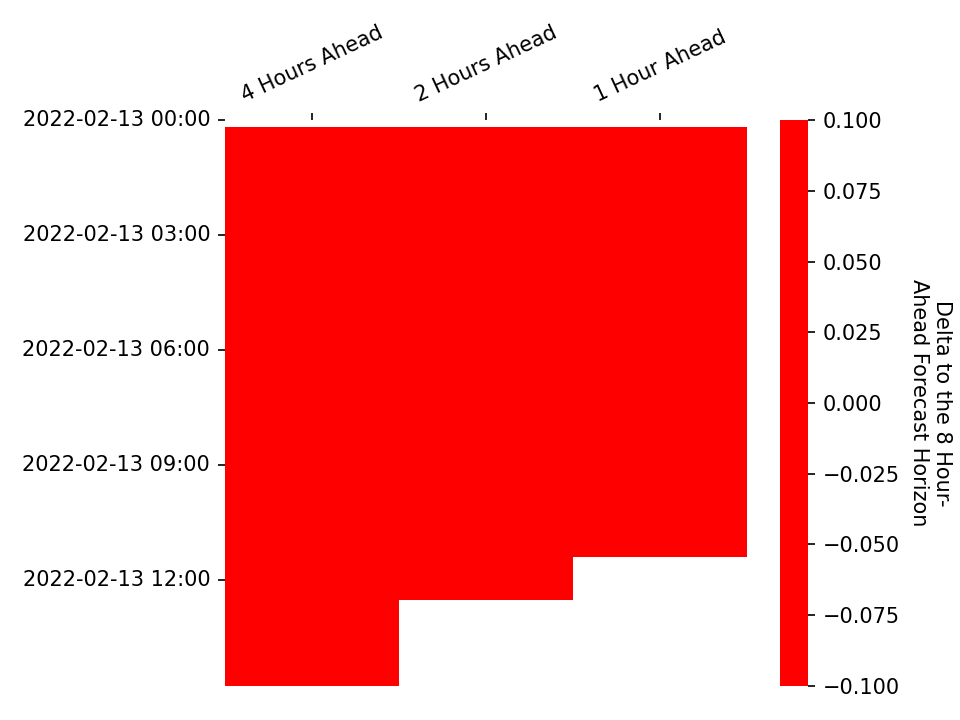 4 Hours Ahead
2 Hours Ahead
1 Hour Ahead
2022-02-13 00:00
2022-02-13 03:00
2022-02-13 06:00
2022-02-13 09:00
2022-02-13 12:00
0.100
0.075
0.050
0.025
0.000
−0.025
−0.050
−0.075
−0.100
Delta to the 8 Hour-
Ahead Forecast Horizon